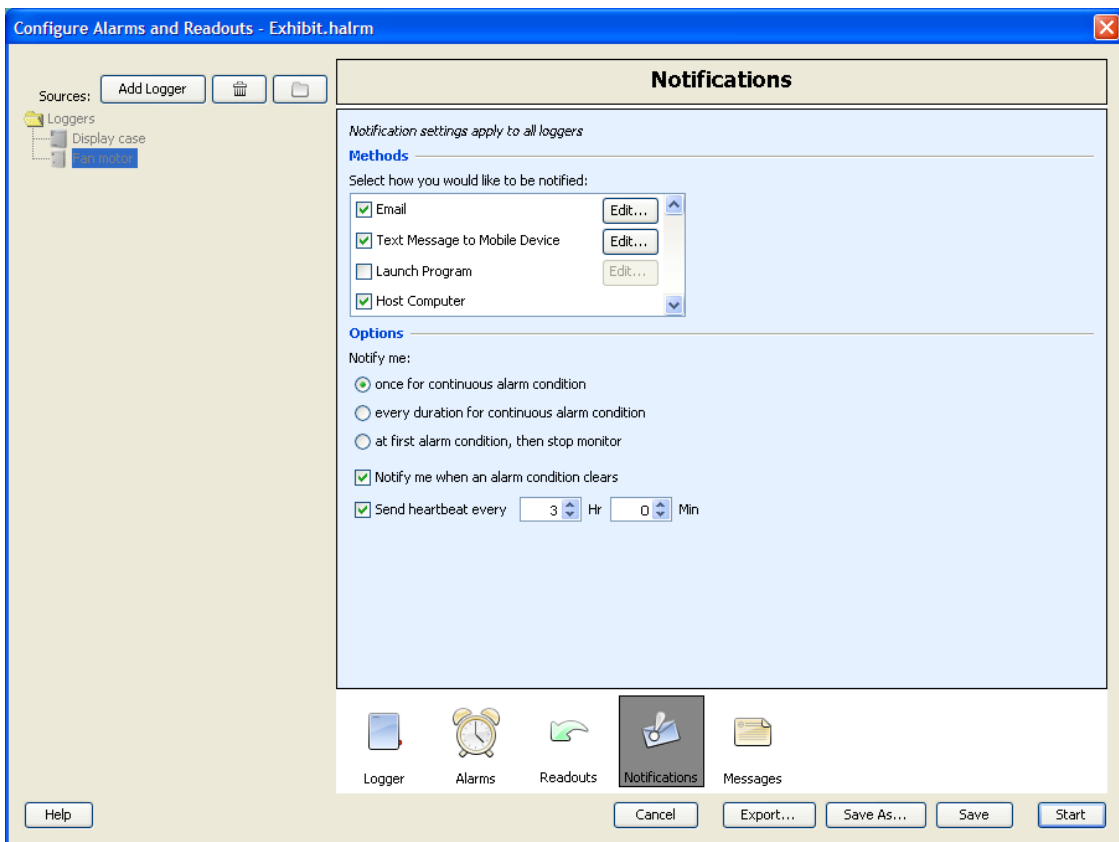 Configure Alarms and Readouts - Exhibit.halrm
Sources: Add Logger
Loggers
Display case
Fan motor
Notifications
Notification settings apply to all loggers
Methods
Select how you would like to be notified:
Email Edit...
Text Message to Mobile Device Edit...
Launch Program Edit...
Host Computer
Options
Notify me:
once for continuous alarm condition
every duration for continuous alarm condition
at first alarm condition, then stop monitor
Notify me when an alarm condition clears
Send heartbeat every 3 Hr 0 Min
Logger Alarms Readouts Notifications Messages
Help Cancel Export... Save As... Save Start